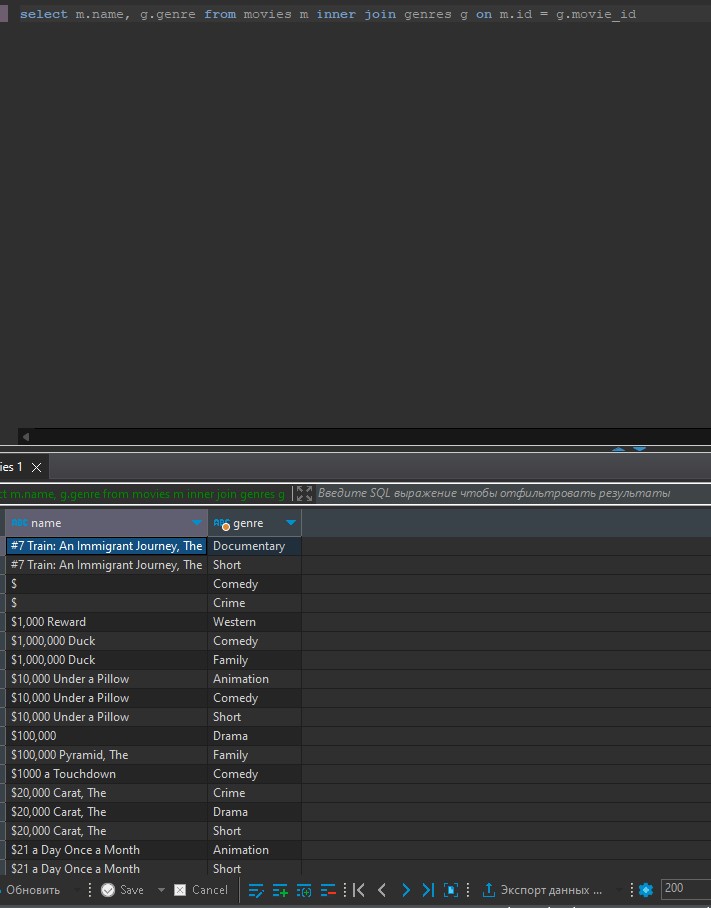 select m.name, g.genre from movies m inner join genres g on m.id = g.movie_id
ies 1
ct m.name, g.genre from movies m inner join genres g
Введите SQL выражение чтобы отфильтровать результаты
ABC name ABC genre
#7 Train: An Immigrant Journey, The Documentary
#7 Train: An Immigrant Journey, The Short
$ Comedy
$ Crime
$1,000 Reward Western
$1,000,000 Duck Comedy
$1,000,000 Duck Family
$10,000 Under a Pillow Animation
$10,000 Under a Pillow Comedy
$10,000 Under a Pillow Short
$100,000 Drama
$100,000 Pyramid, The Family
$1000 a Touchdown Comedy
$20,000 Carat, The Crime
$20,000 Carat, The Drama
$20,000 Carat, The Short
$21 a Day Once a Month Animation
$21 a Day Once a Month Short
Обновить Save Cancel Экспорт данных ... 200